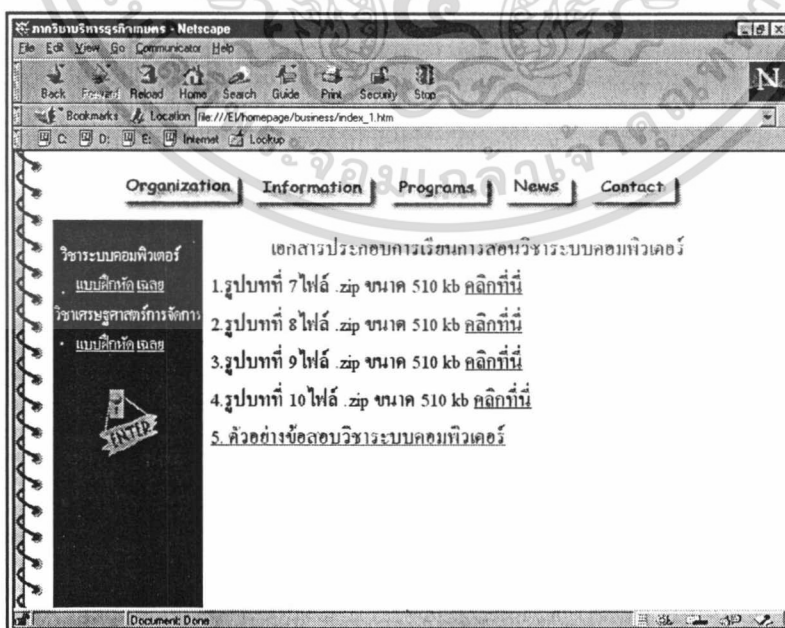 ภาควิชาบริหารธุรกิจเกษตร - Netscape
File Edit View Go Communicator Help
Back Forward Reload Home Search Guide Print Security Stop
N
Bookmarks Location file:///E|/homepage/business/index_1.htm
C: D: E: Internet Lookup
Organization Information Programs News Contact
วิชาระบบคอมพิวเตอร์
แบบฝึกหัด เฉลย
วิชาเศรษฐศาสตร์การจัดการ
แบบฝึกหัด เฉลย
ENTER
เอกสารประกอบการเรียนการสอนวิชาระบบคอมพิวเตอร์
1.รูปบทที่ 7ไฟล์ .zip ขนาด 510 kb คลิกที่นี่
2.รูปบทที่ 8ไฟล์ .zip ขนาด 510 kb คลิกที่นี่
3.รูปบทที่ 9ไฟล์ .zip ขนาด 510 kb คลิกที่นี่
4.รูปบทที่ 10ไฟล์ .zip ขนาด 510 kb คลิกที่นี่
5. ตัวอย่างข้อสอบวิชาระบบคอมพิวเตอร์
Document: Done